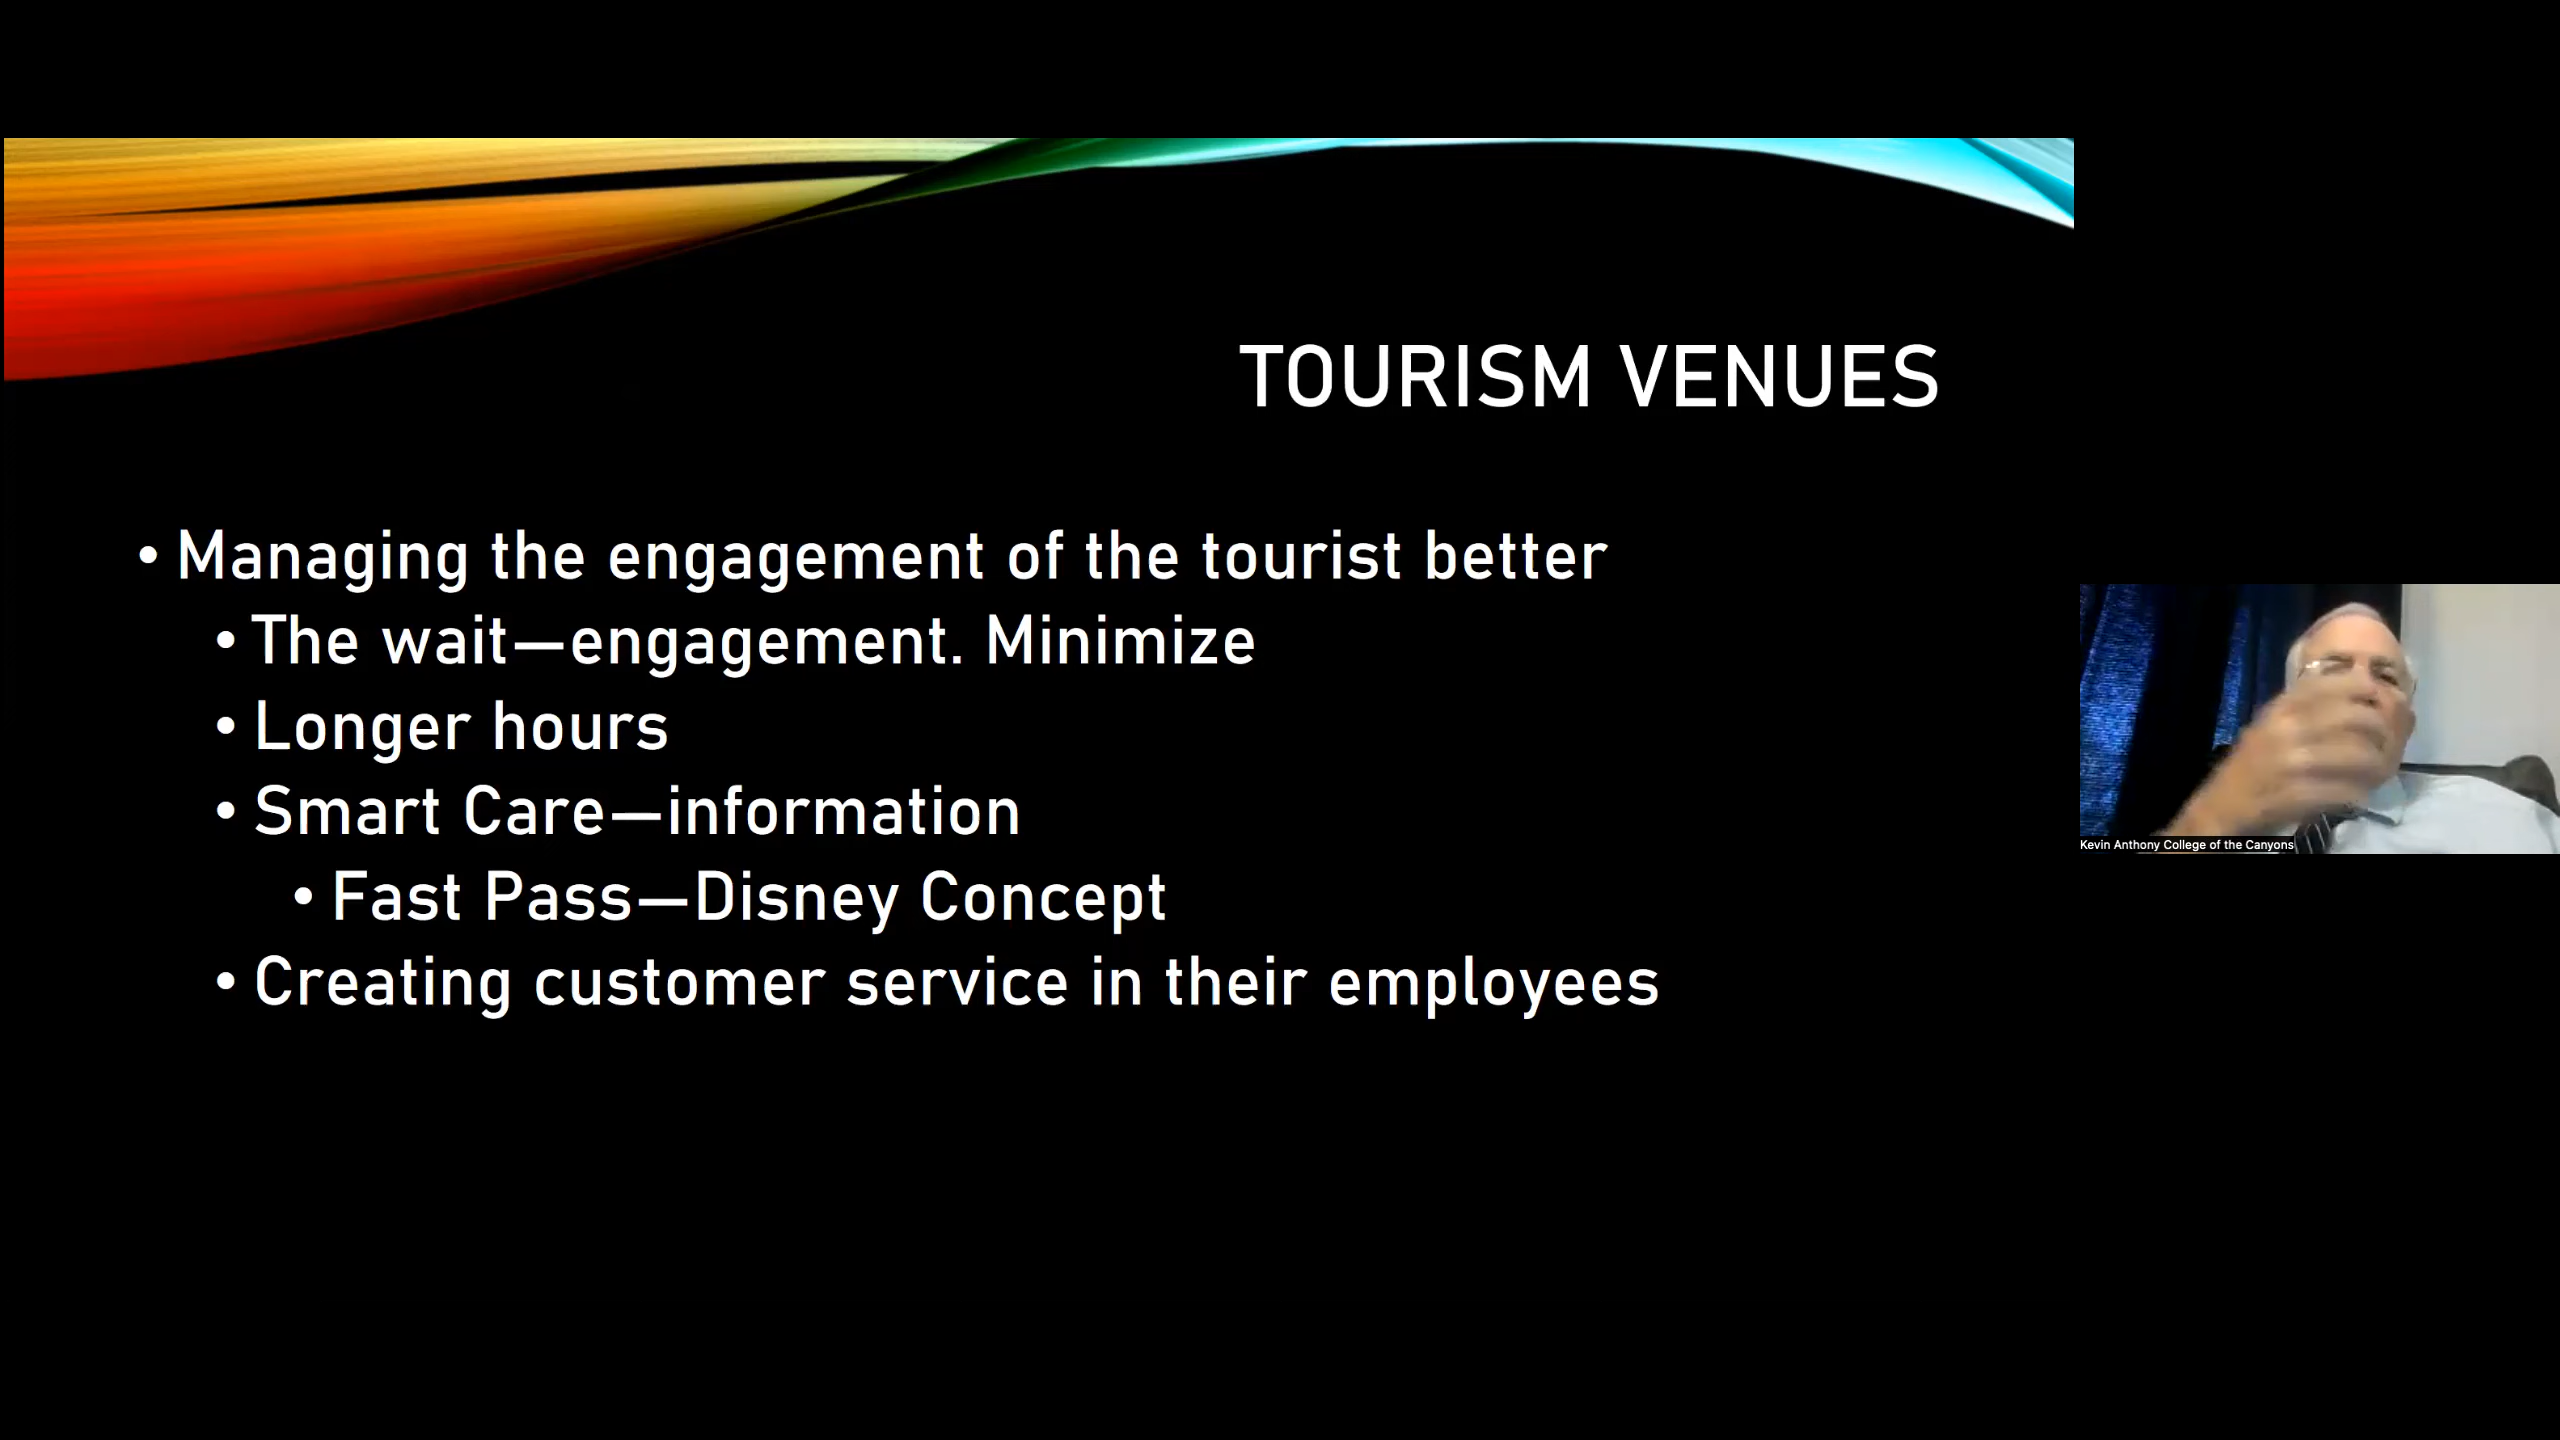 TOURISM VENUES
• Managing the engagement of the tourist better
• The wait—engagement. Minimize
• Longer hours
• Smart Care—information
• Fast Pass—Disney Concept
• Creating customer service in their employees
Kevin Anthony College of the Canyons